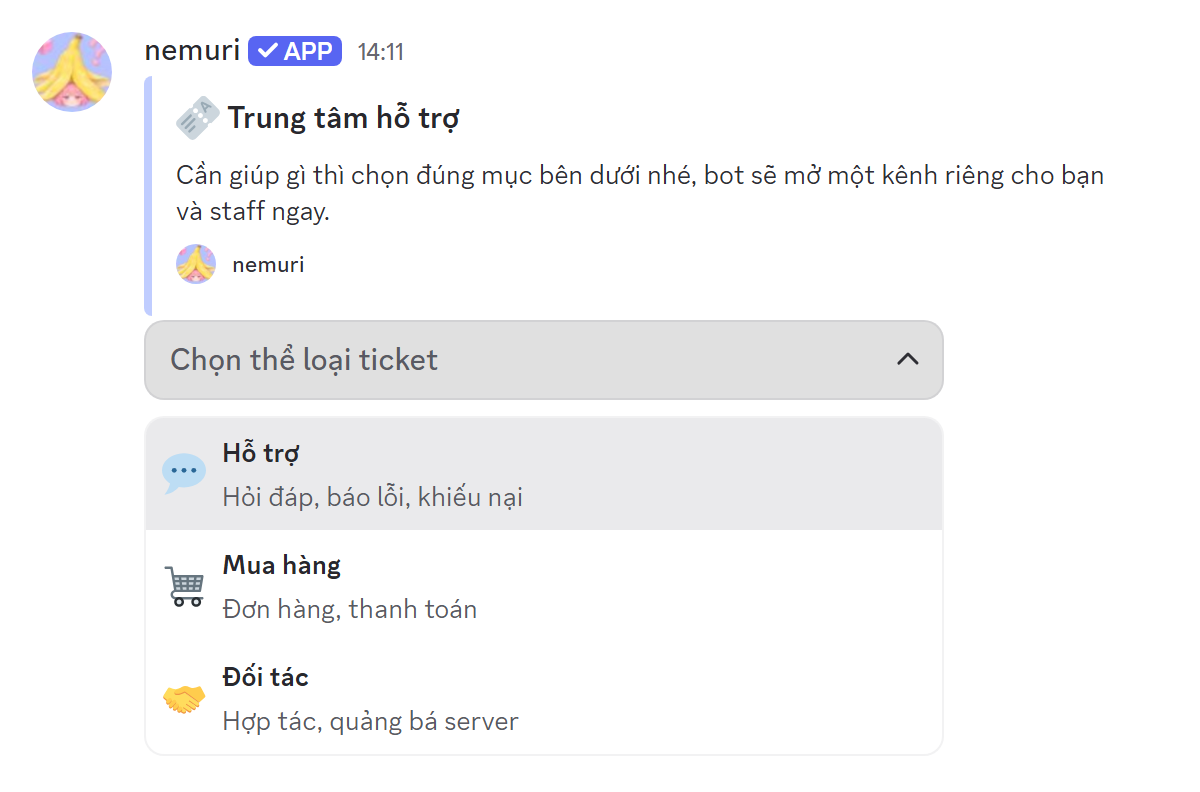 nemuri APP 14:11
Trung tâm hỗ trợ
Cần giúp gì thì chọn đúng mục bên dưới nhé, bot sẽ mở một kênh riêng cho bạn
và staff ngay.
nemuri
Chọn thể loại ticket
Hỗ trợ
Hỏi đáp, báo lỗi, khiếu nại
Mua hàng
Đơn hàng, thanh toán
Đối tác
Hợp tác, quảng bá server